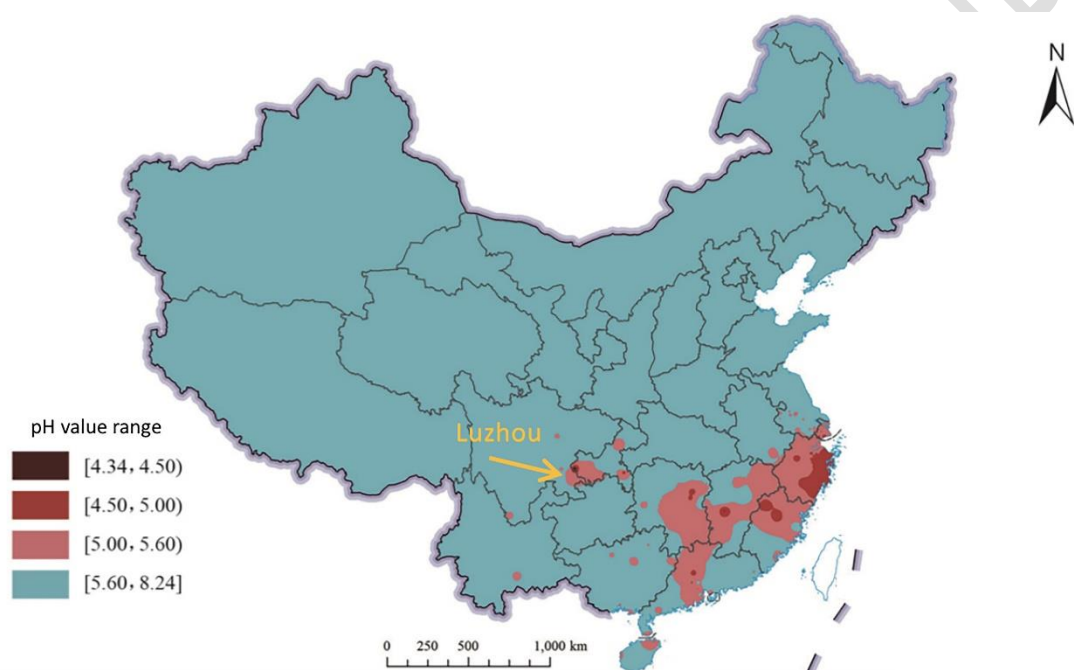 N
Luzhou
pH value range
[4.34, 4.50)
[4.50, 5.00)
[5.00, 5.60)
[5.60, 8.24]
0 250 500 1,000 km